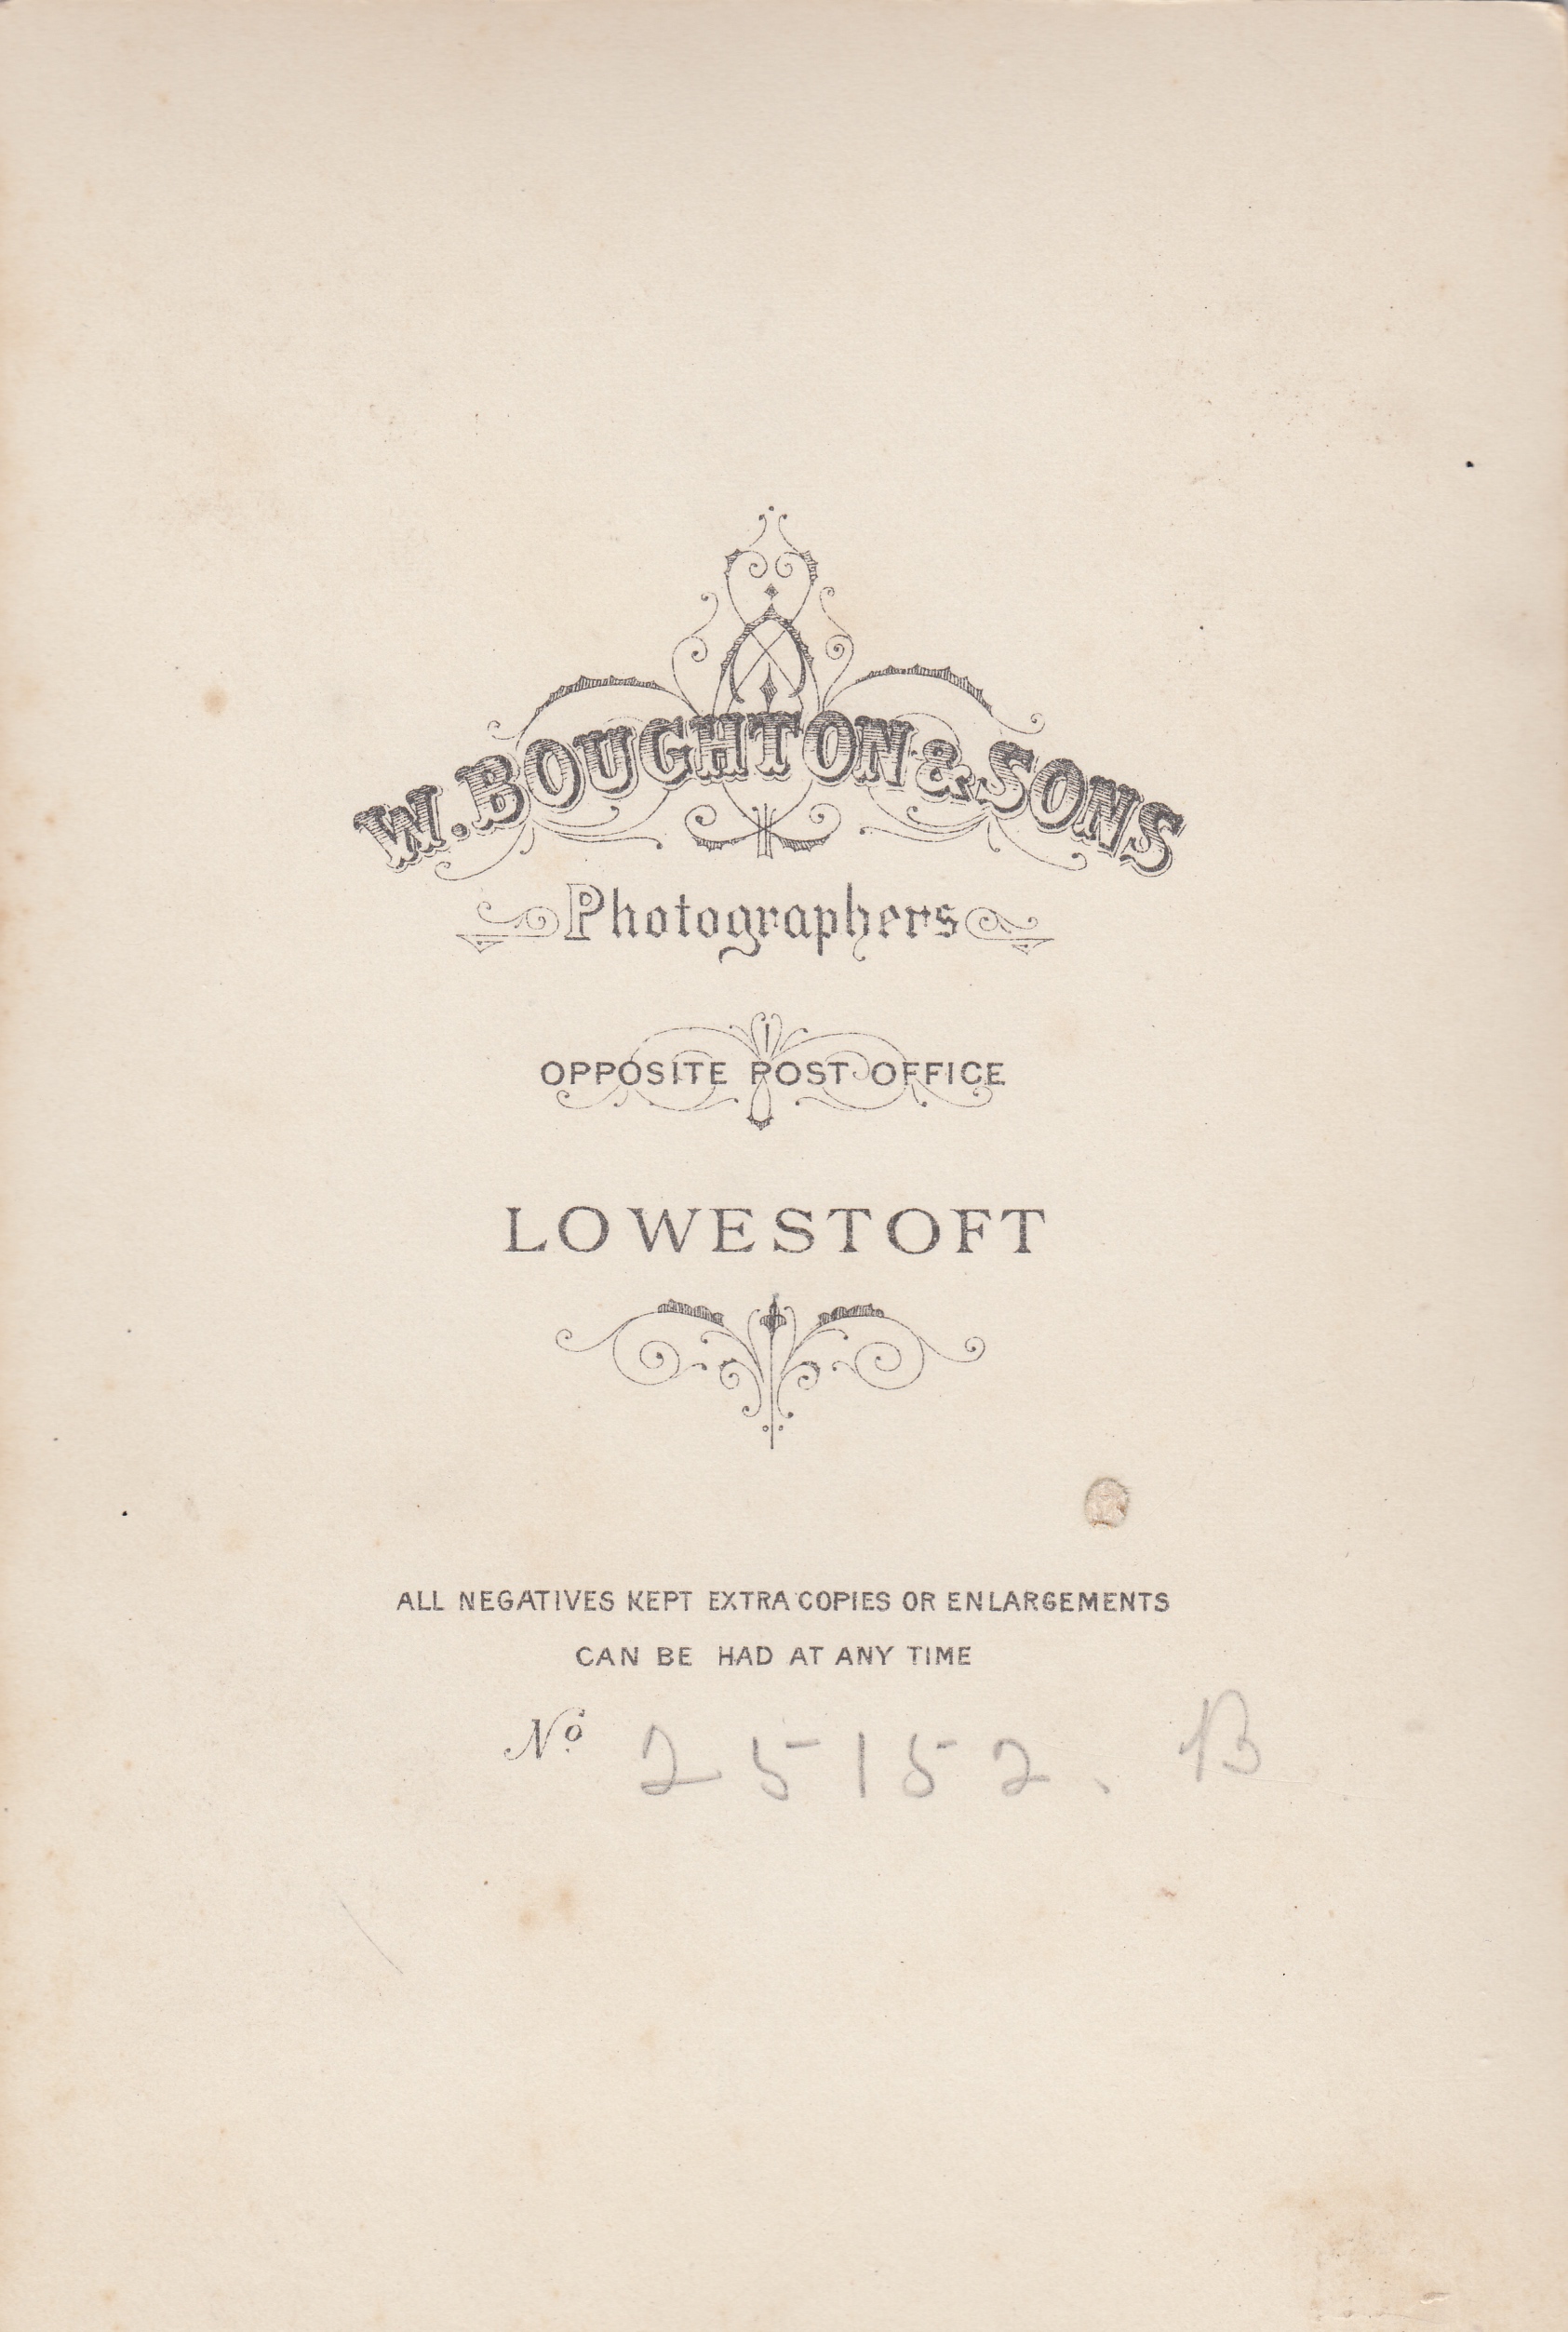 W. BOUGHTON & SONS
Photographers
OPPOSITE POST OFFICE
LOWESTOFT
ALL NEGATIVES KEPT EXTRA COPIES OR ENLARGEMENTS
CAN BE HAD AT ANY TIME
No 25152. B